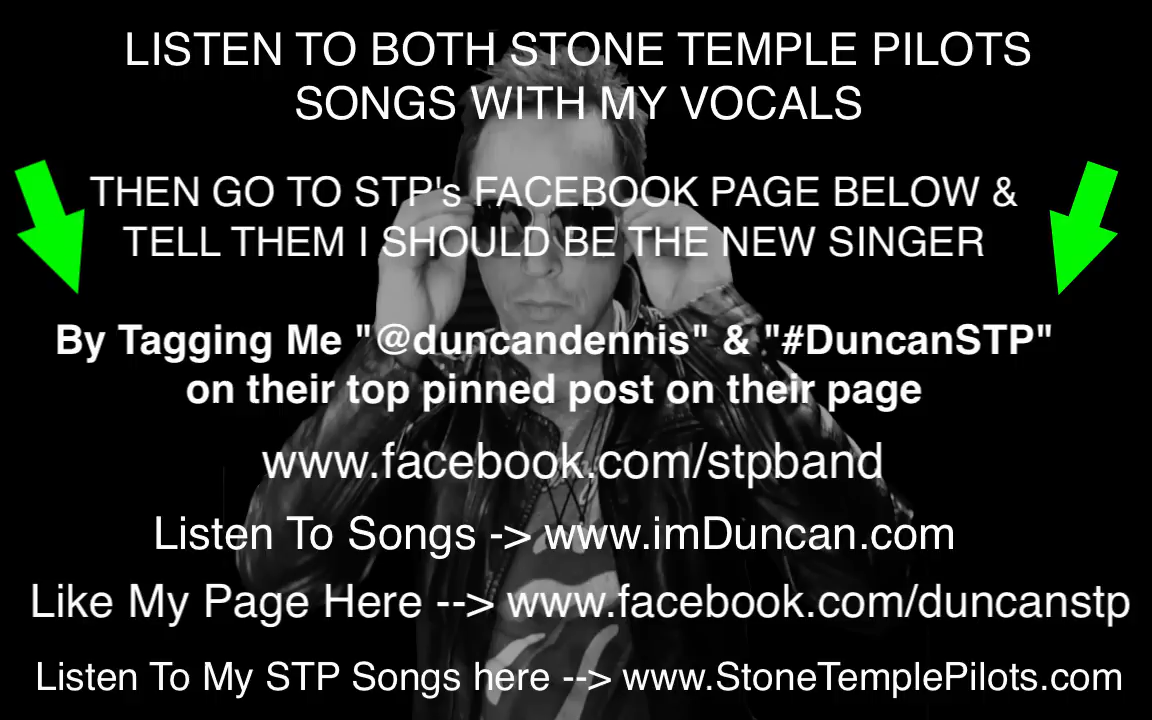 LISTEN TO BOTH STONE TEMPLE PILOTS
SONGS WITH MY VOCALS
THEN GO TO STP's FACEBOOK PAGE BELOW &
TELL THEM I SHOULD BE THE NEW SINGER
By Tagging Me "@duncandennis" & "#DuncanSTP"
on their top pinned post on their page
www.facebook.com/stpband
Listen To Songs -> www.imDuncan.com
Like My Page Here --> www.facebook.com/duncanstp
Listen To My STP Songs here --> www.StoneTemplePilots.com